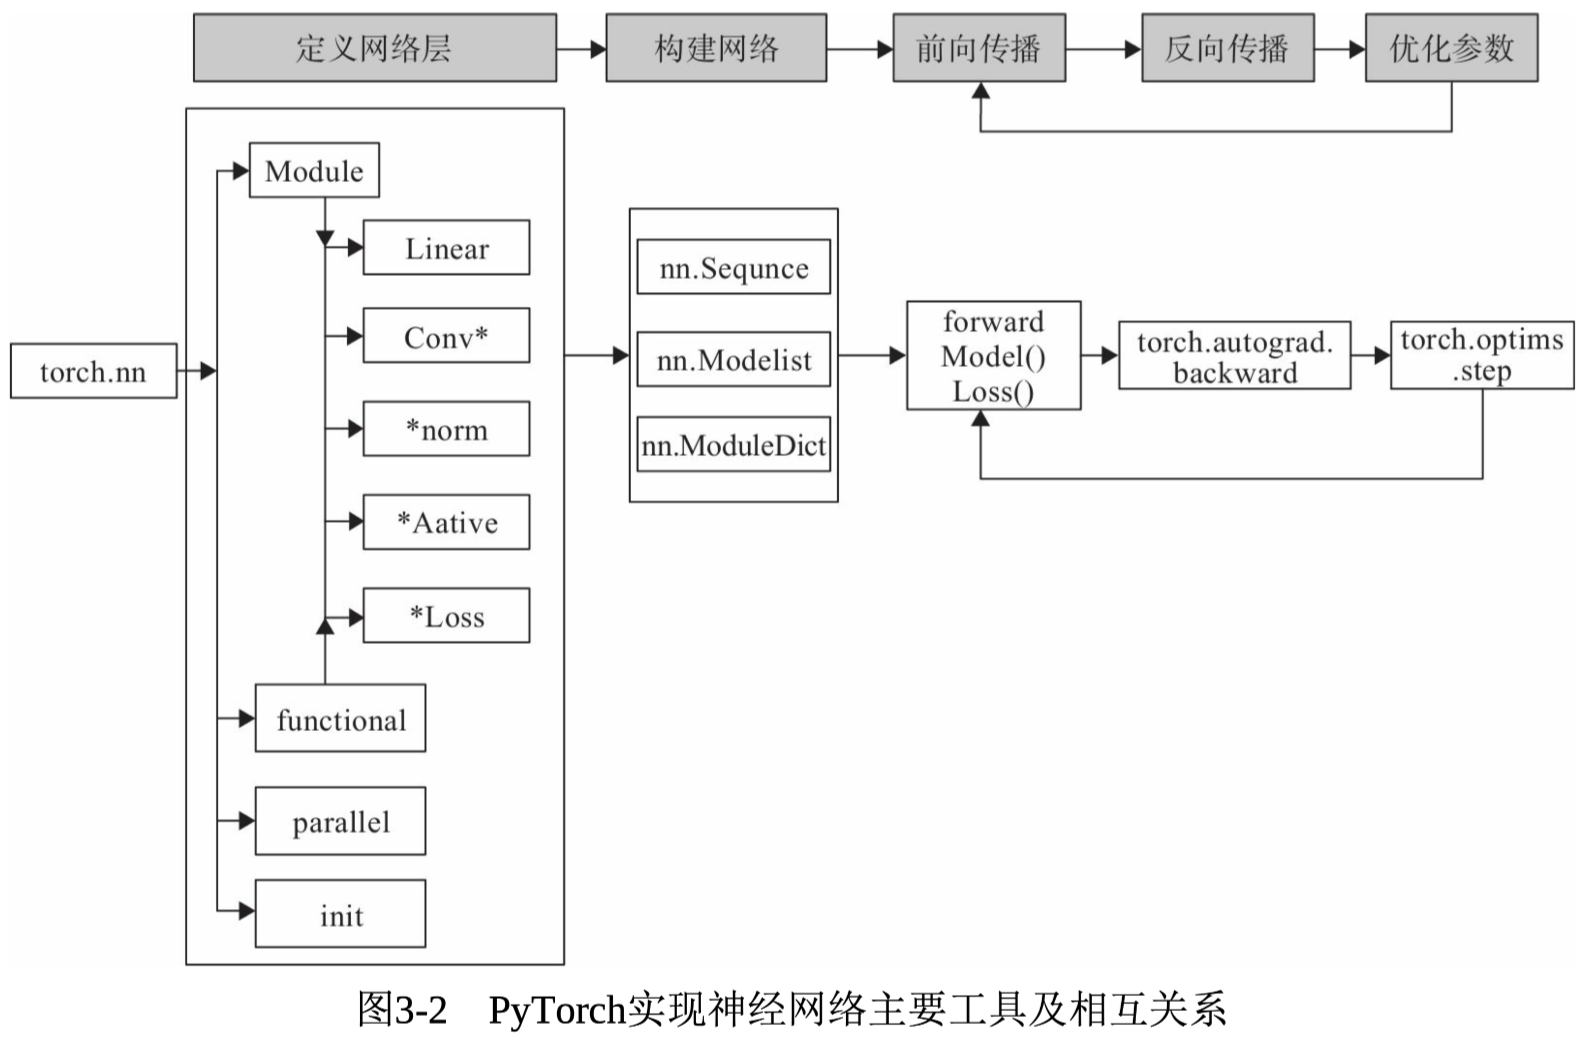 定义网络层
构建网络
前向传播
反向传播
优化参数
torch.nn
Module
Linear
Conv*
*norm
*Aative
*Loss
functional
parallel
init
nn.Sequnce
nn.Modelist
nn.ModuleDict
forward
Model()
Loss()
torch.autograd.
backward
torch.optims
.step
图3-2 PyTorch实现神经网络主要工具及相互关系